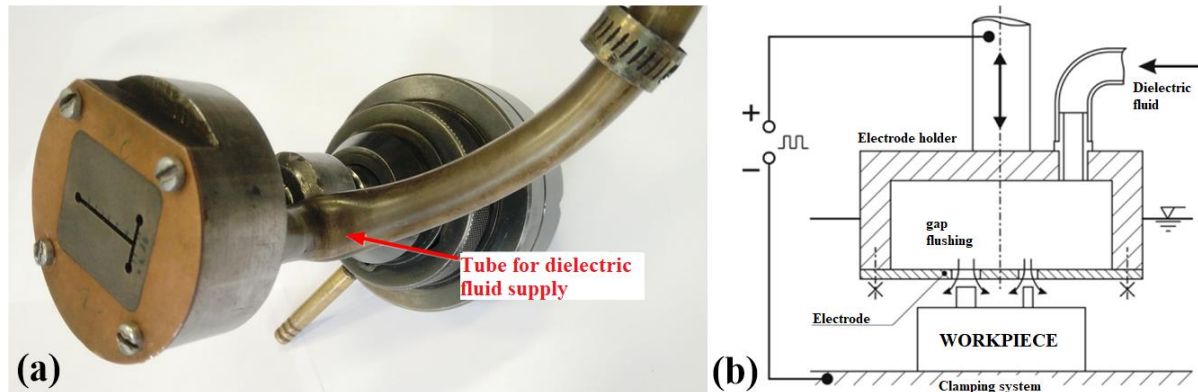 Tube for dielectric
fluid supply
(a)
+
−
Electrode holder
Dielectric
fluid
gap
flushing
Electrode
WORKPIECE
Clamping system
(b)